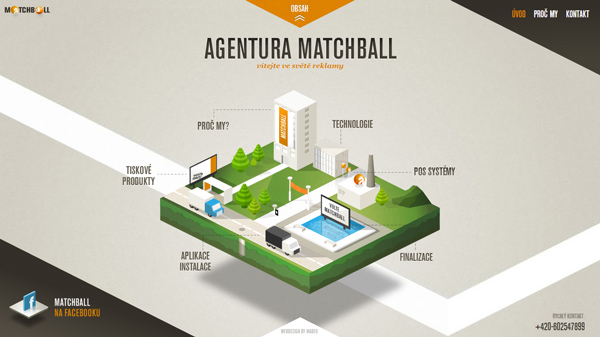 MATCHBALL
OBSAH
ÚVOD PROČ MY KONTAKT
AGENTURA MATCHBALL
vítejte ve světě reklamy
PROČ MY?
TECHNOLOGIE
MATCHBALL
TISKOVÉ
PRODUKTY
POS SYSTÉMY
MATCHBALL
APLIKACE
INSTALACE
FINALIZACE
MATCHBALL
NA FACEBOOKU
RYCHLÝ KONTAKT
+420-602547899
WEBDESIGN BY